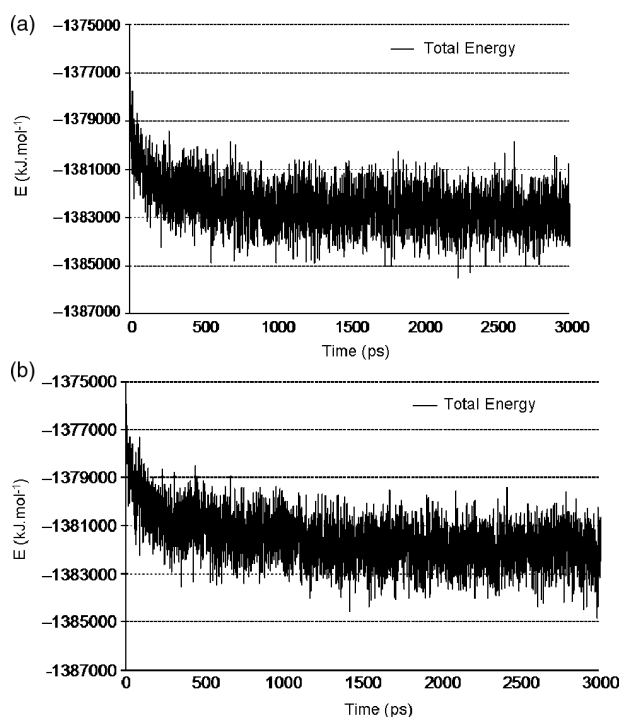 (a)
−1375000
Total Energy
−1377000
−1379000
−1381000
−1383000
−1385000
−1387000
E (kJ.mol-1)
0 500 1000 1500 2000 2500 3000
Time (ps)
(b)
−1375000
Total Energy
−1377000
−1379000
−1381000
−1383000
−1385000
-1387000
E (kJ.mol-1)
0 500 1000 1500 2000 2500 3000
Time (ps)